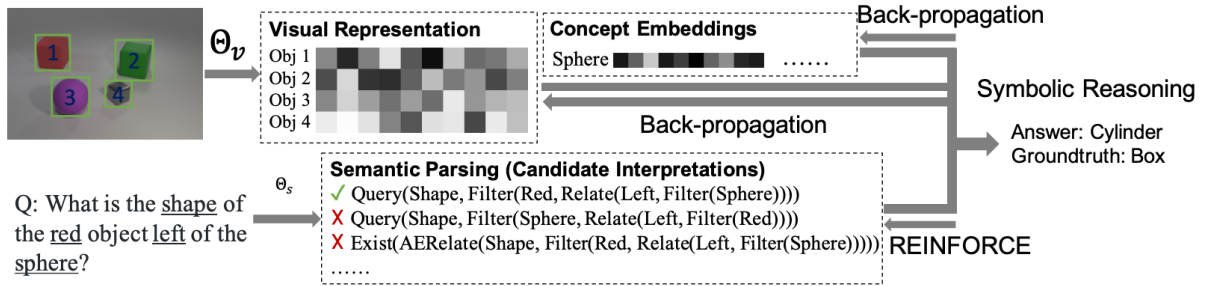 1
2
3
4
Θv
Visual Representation
Obj 1
Obj 2
Obj 3
Obj 4
Concept Embeddings
Sphere ......
Back-propagation
Back-propagation
Symbolic Reasoning
Answer: Cylinder
Groundtruth: Box
Q: What is the shape of
the red object left of the
sphere?
Θs
Semantic Parsing (Candidate Interpretations)
✓ Query(Shape, Filter(Red, Relate(Left, Filter(Sphere))))
X Query(Shape, Filter(Sphere, Relate(Left, Filter(Red))))
X Exist(AERelate(Shape, Filter(Red, Relate(Left, Filter(Sphere)))))
......
REINFORCE